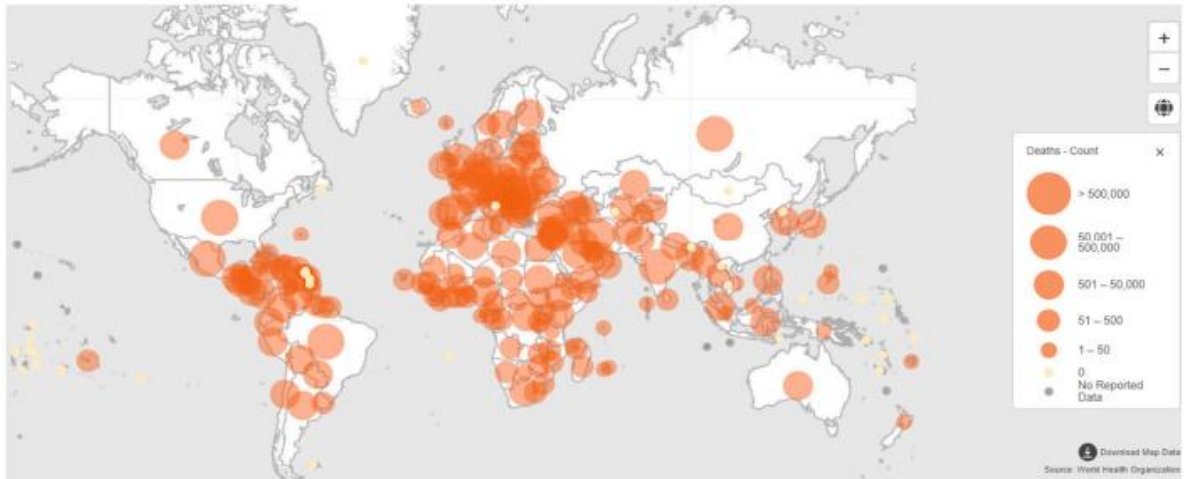 +
−
Deaths - Count ×
> 500,000
50,001 –
500,000
501 – 50,000
51 – 500
1 – 50
0
No Reported
Data
Download Map Data
Source: World Health Organization